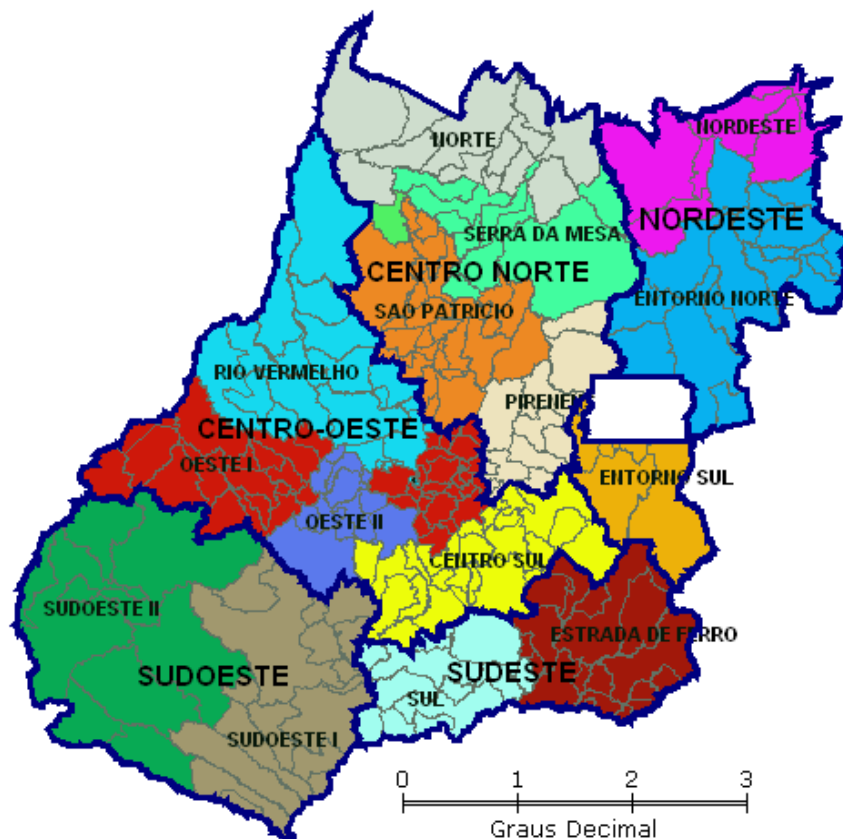 NORTE
NORDESTE
NORDESTE
SERRA DA MESA
CENTRO NORTE
ENTORNO NORTE
SAO PATRICIO
RIO VERMELHO
PIRENEU
CENTRO-OESTE
OESTE I
ENTORNO SUL
OESTE II
CENTRO SUL
SUDOESTE II
ESTRADA DE FERRO
SUDOESTE
SUDESTE
SUL
SUDOESTE I
0 1 2 3
Graus Decimal